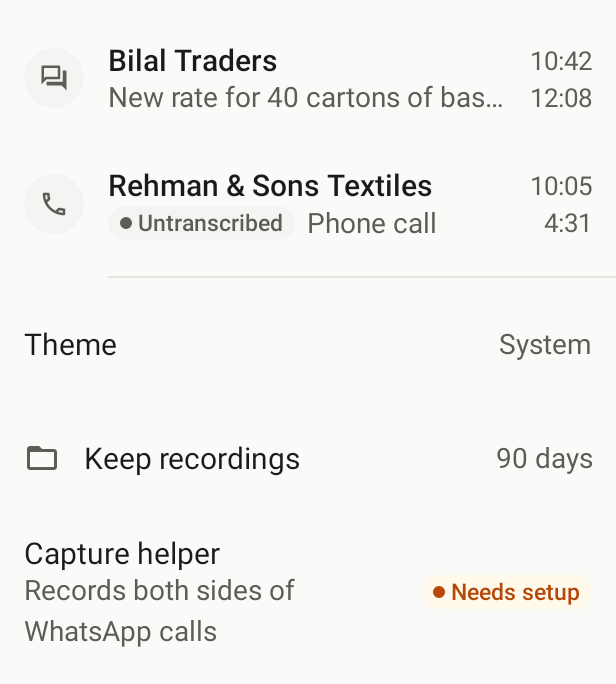 Bilal Traders 10:42
New rate for 40 cartons of bas… 12:08
Rehman & Sons Textiles 10:05
Untranscribed Phone call 4:31
Theme System
Keep recordings 90 days
Capture helper
Records both sides of Needs setup
WhatsApp calls